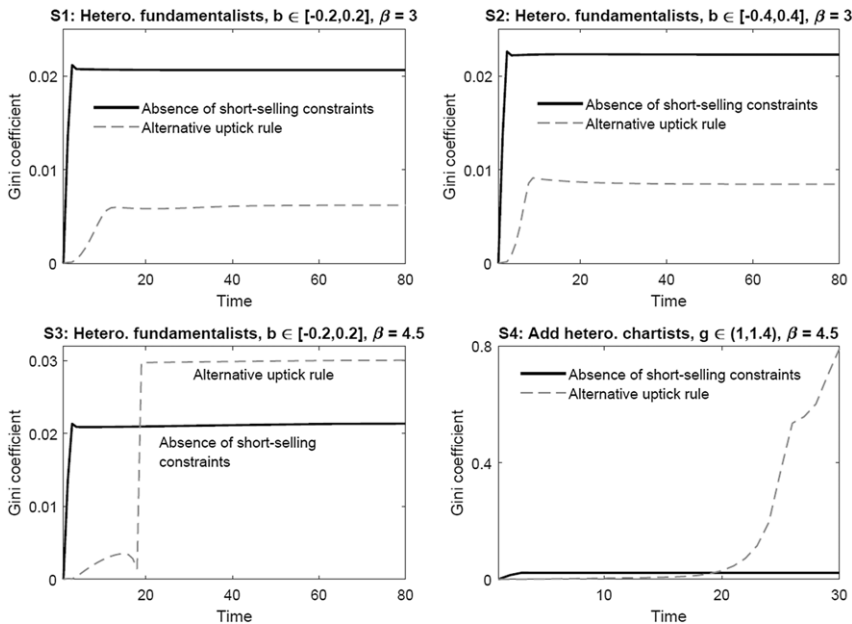 S1: Hetero. fundamentalists, b ∈ [-0.2,0.2], β = 3
Gini coefficient
0.02
0.01
0
Absence of short-selling constraints
Alternative uptick rule
20 40 60 80
Time
S2: Hetero. fundamentalists, b ∈ [-0.4,0.4], β = 3
Gini coefficient
0.02
0.01
0
Absence of short-selling constraints
Alternative uptick rule
20 40 60 80
Time
S3: Hetero. fundamentalists, b ∈ [-0.2,0.2], β = 4.5
Gini coefficient
0.03
0.02
0.01
0
Alternative uptick rule
Absence of short-selling
constraints
20 40 60 80
Time
S4: Add hetero. chartists, g ∈ (1,1.4), β = 4.5
Gini coefficient
0.8
0.4
0
Absence of short-selling constraints
Alternative uptick rule
10 20 30
Time